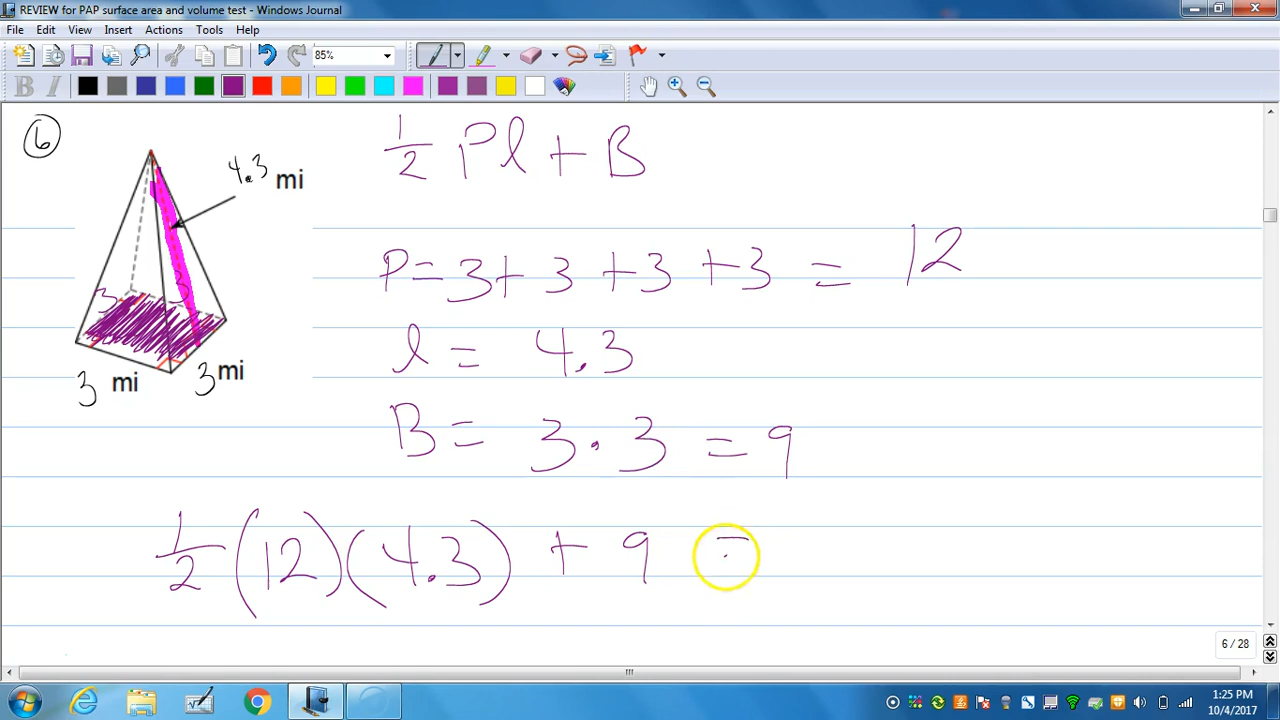 REVIEW for PAP surface area and volume test - Windows Journal
File Edit View Insert Actions Tools Help
85%
B I
6
4.3 mi
3
3
3 mi
3 mi
1/2 Pl + B
P = 3 + 3 + 3 + 3 = 12
l = 4.3
B = 3 · 3 = 9
1/2 (12)(4.3) + 9 =
6 / 28
1:25 PM
10/4/2017